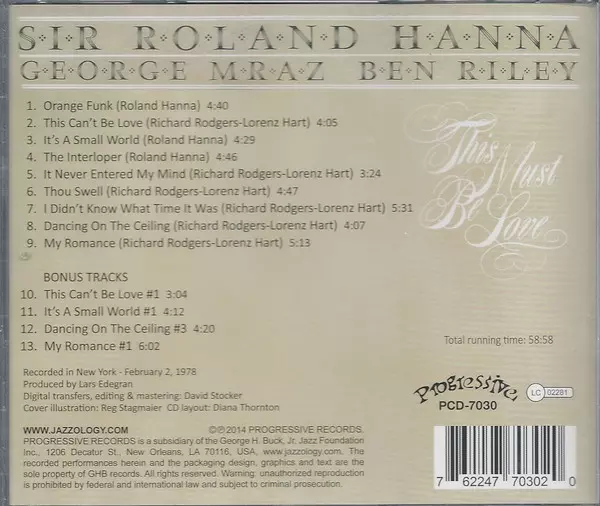 SIR ROLAND HANNA
GEORGE MRAZ BEN RILEY
1. Orange Funk (Roland Hanna) 4:40
2. This Can't Be Love (Richard Rodgers-Lorenz Hart) 4:05
3. It's A Small World (Roland Hanna) 4:29
4. The Interloper (Roland Hanna) 4:46
5. It Never Entered My Mind (Richard Rodgers-Lorenz Hart) 3:24
6. Thou Swell (Richard Rodgers-Lorenz Hart) 4:47
7. I Didn't Know What Time It Was (Richard Rodgers-Lorenz Hart) 5:31
8. Dancing On The Ceiling (Richard Rodgers-Lorenz Hart) 4:07
9. My Romance (Richard Rodgers-Lorenz Hart) 5:13
This Must
Be Love
BONUS TRACKS
10. This Can't Be Love #1 3:04
11. It's A Small World #1 4:12
12. Dancing On The Ceiling #3 4:20
13. My Romance #1 6:02
Total running time: 58:58
Recorded in New York - February 2, 1978
Produced by Lars Edegran
Digital transfers, editing & mastering: David Stocker
Cover illustration: Reg Stagmaier CD layout: Diana Thornton
Progressive
LC 02281
PCD-7030
WWW.JAZZOLOGY.COM ©℗2014 PROGRESSIVE RECORDS.
PROGRESSIVE RECORDS is a subsidiary of the George H. Buck, Jr. Jazz Foundation
Inc., 1206 Decatur St., New Orleans, LA 70116, USA, www.jazzology.com. The
recorded performances herein and the packaging design, graphics and text are the
sole property of GHB records. All rights reserved. Warning: unauthorized reproduction
is prohibited by federal and international law and subject to criminal prosecution.
7 62247 70302 0